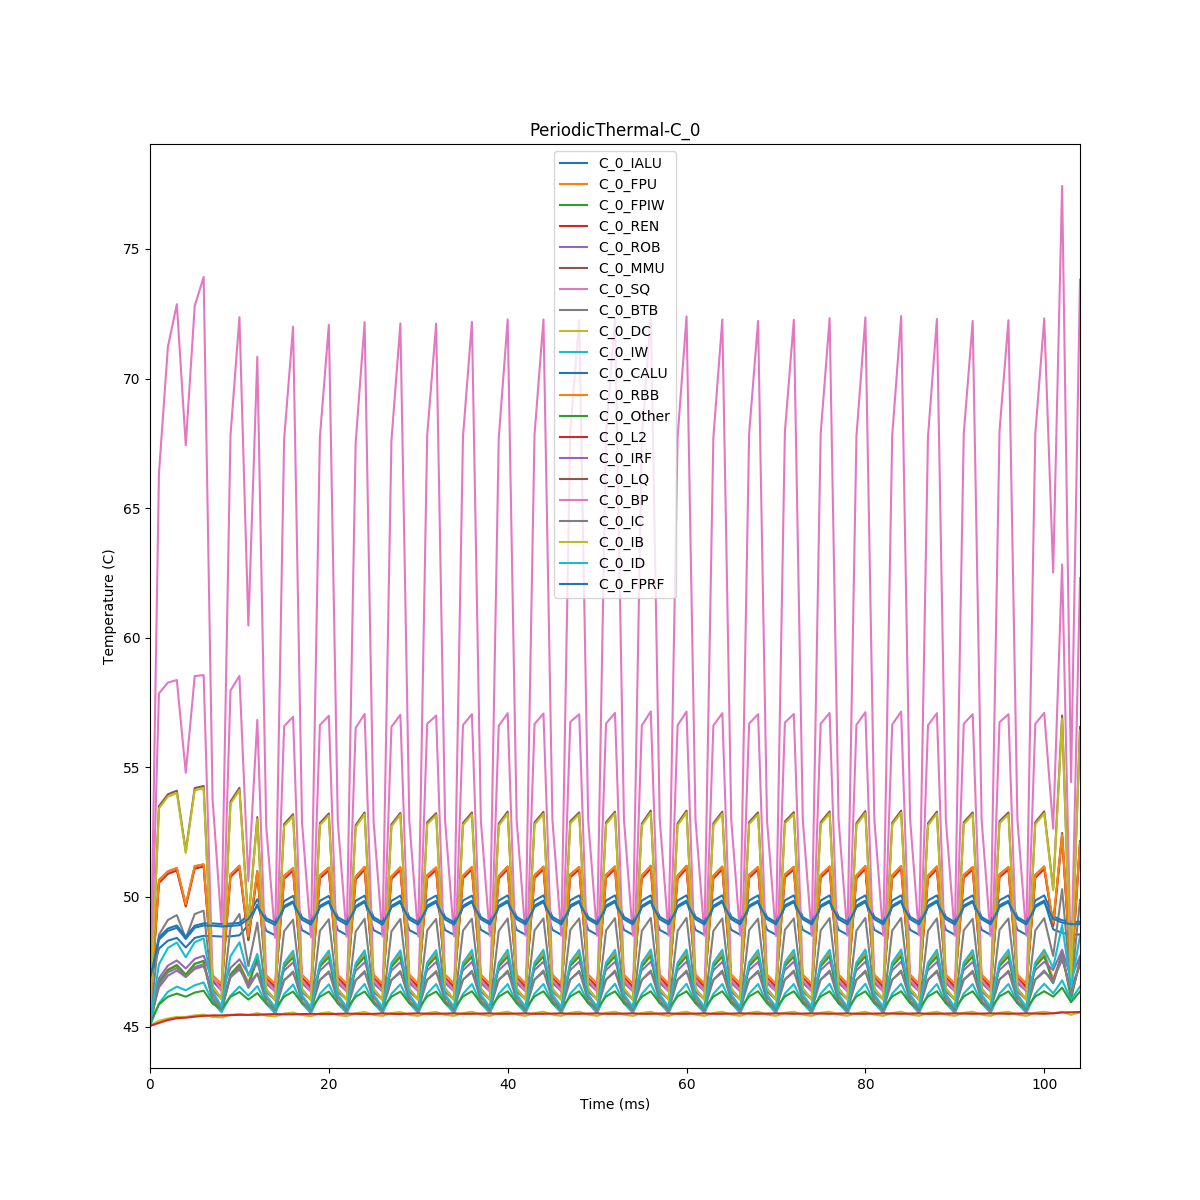 PeriodicThermal-C_0
C_0_IALU
C_0_FPU
C_0_FPIW
C_0_REN
C_0_ROB
C_0_MMU
C_0_SQ
C_0_BTB
C_0_DC
C_0_IW
C_0_CALU
C_0_RBB
C_0_Other
C_0_L2
C_0_IRF
C_0_LQ
C_0_BP
C_0_IC
C_0_IB
C_0_ID
C_0_FPRF
Temperature (C)
75
70
65
60
55
50
45
0 20 40 60 80 100
Time (ms)